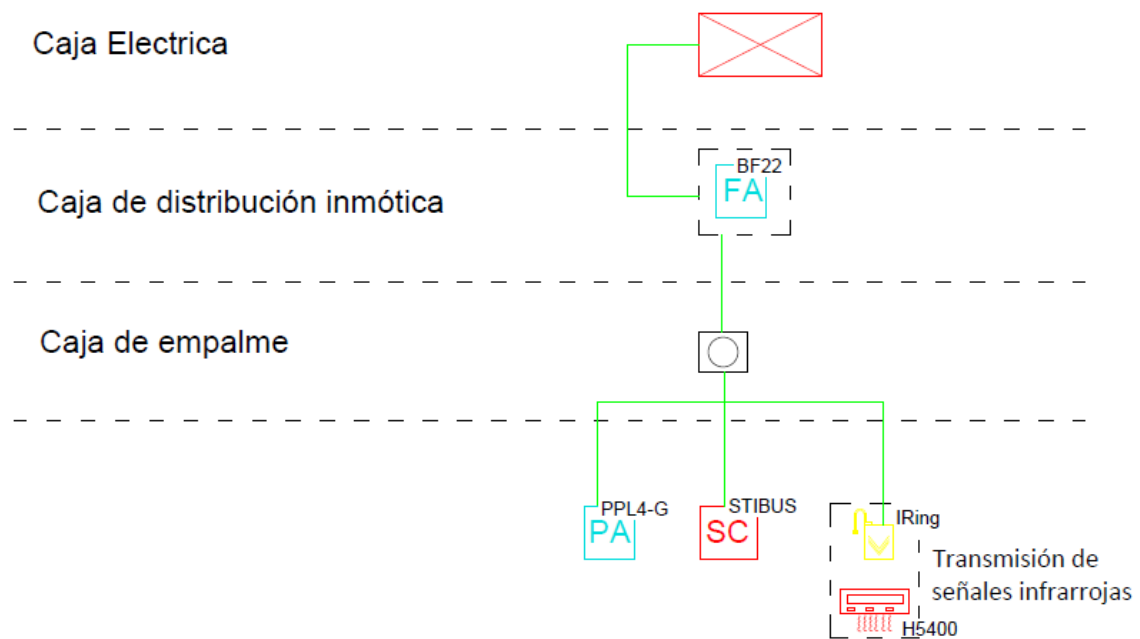 Caja Electrica
BF22
FA
Caja de distribución inmótica
Caja de empalme
PPL4-G
PA
STIBUS
SC
IRing
Transmisión de
señales infrarrojas
H5400